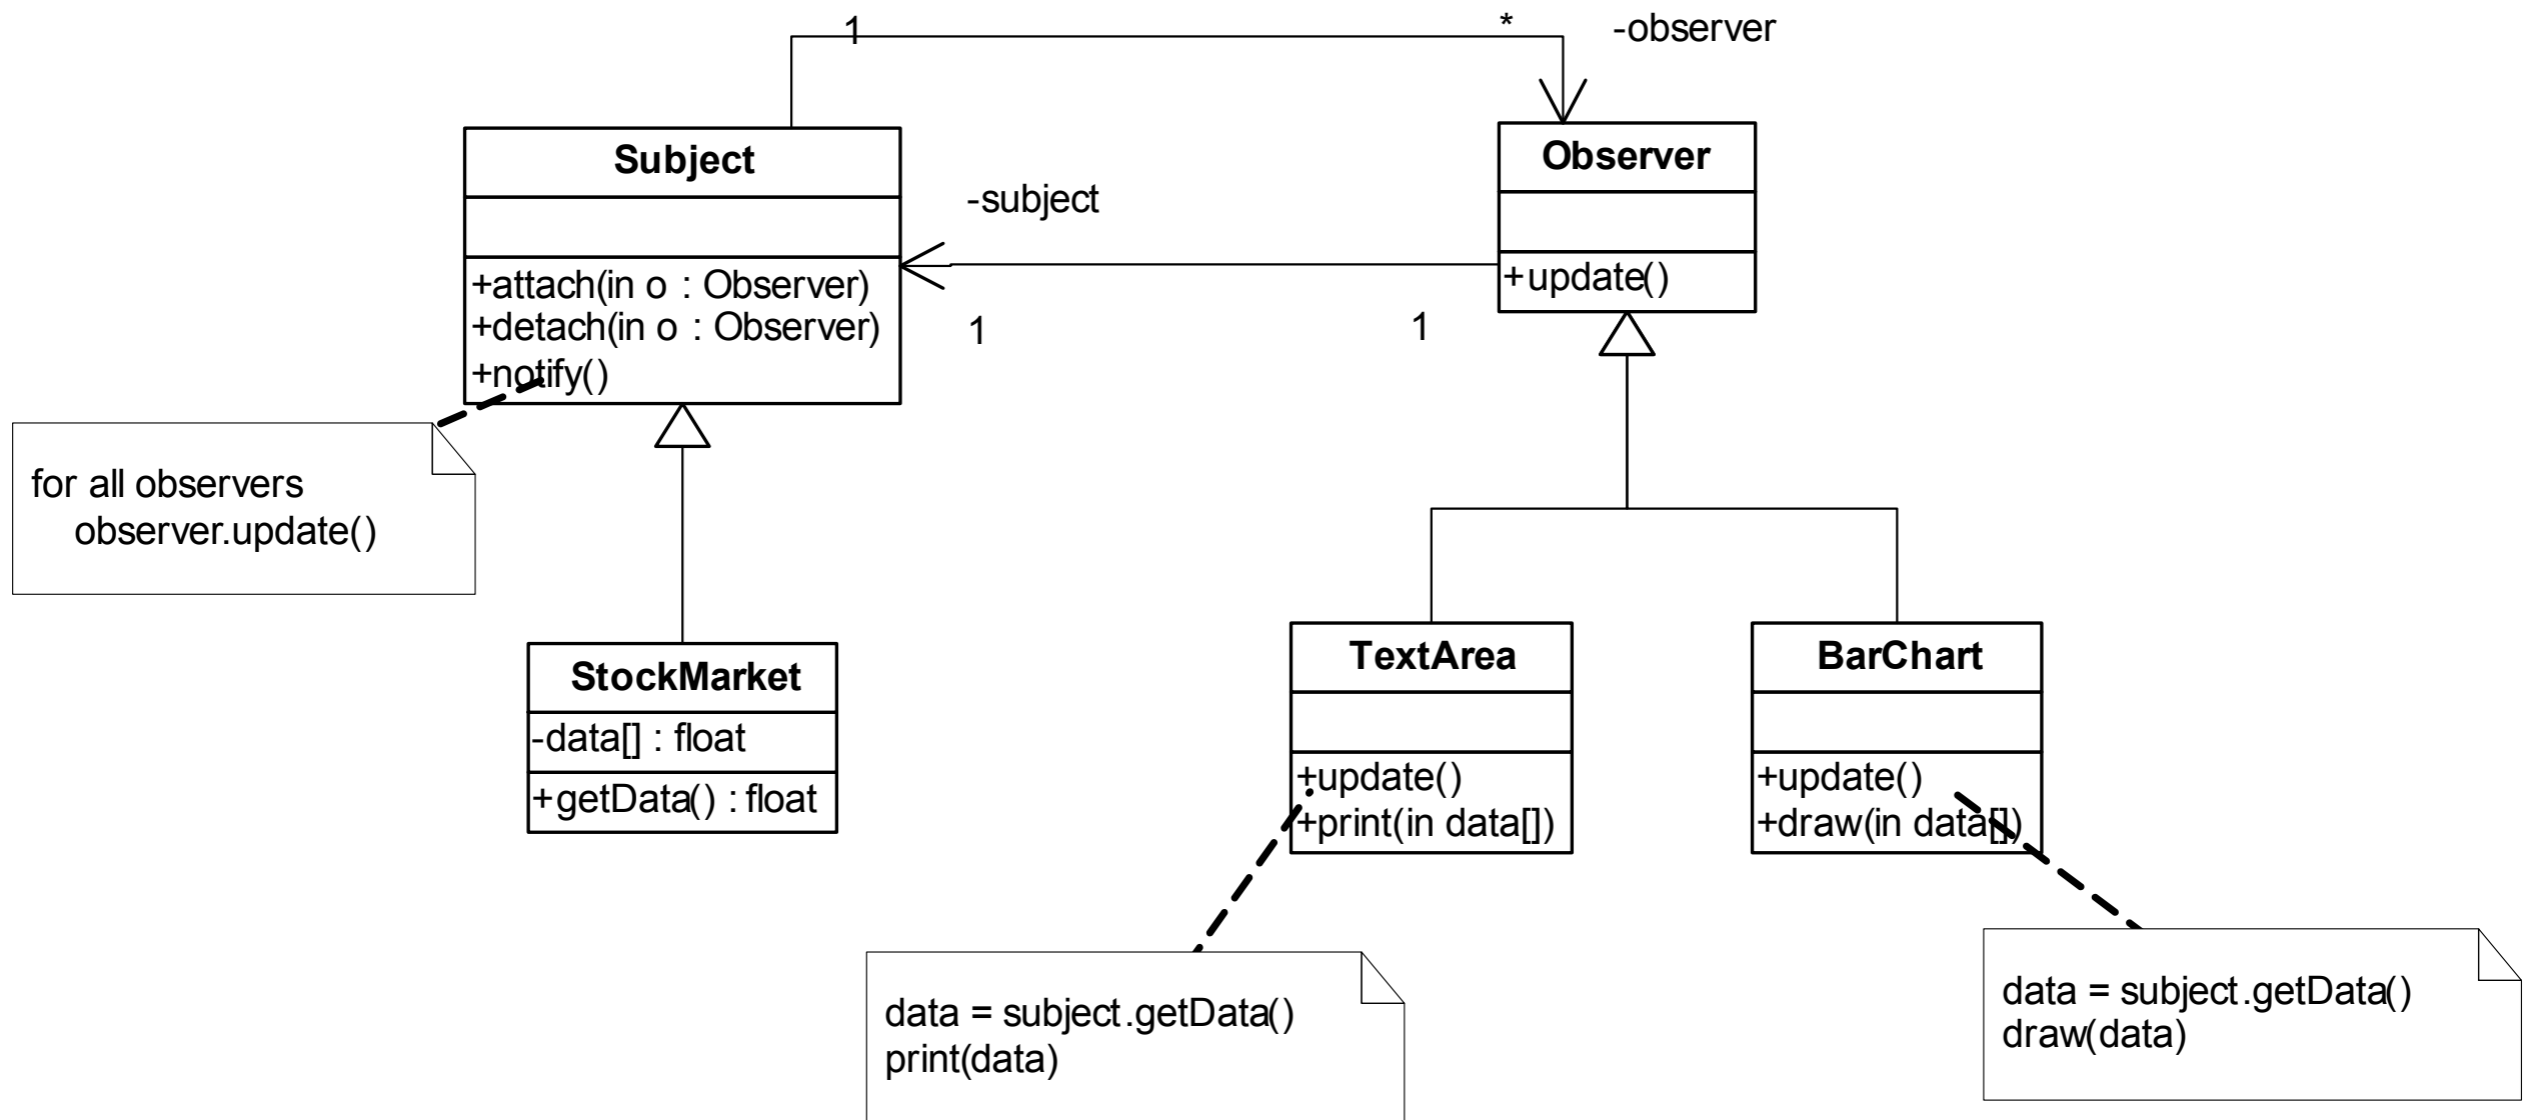 1
*
-observer
Subject
Observer
-subject
+attach(in o : Observer)
+detach(in o : Observer)
+notify()
+update()
1
1
for all observers
observer.update()
StockMarket
-data[] : float
+getData() : float
TextArea
+update()
+print(in data[])
BarChart
+update()
+draw(in data[])
data = subject.getData()
print(data)
data = subject.getData()
draw(data)